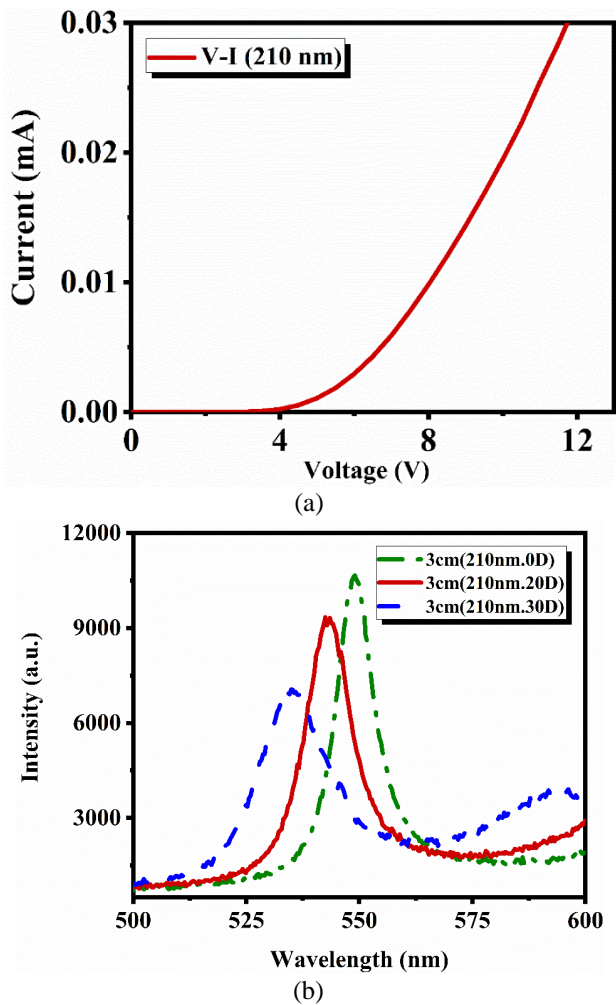 0.03
V-I (210 nm)
0.02
0.01
0.00
Current (mA)
0 4 8 12
Voltage (V)
(a)
12000
9000
6000
3000
Intensity (a.u.)
3cm(210nm.0D)
3cm(210nm.20D)
3cm(210nm.30D)
500 525 550 575 600
Wavelength (nm)
(b)